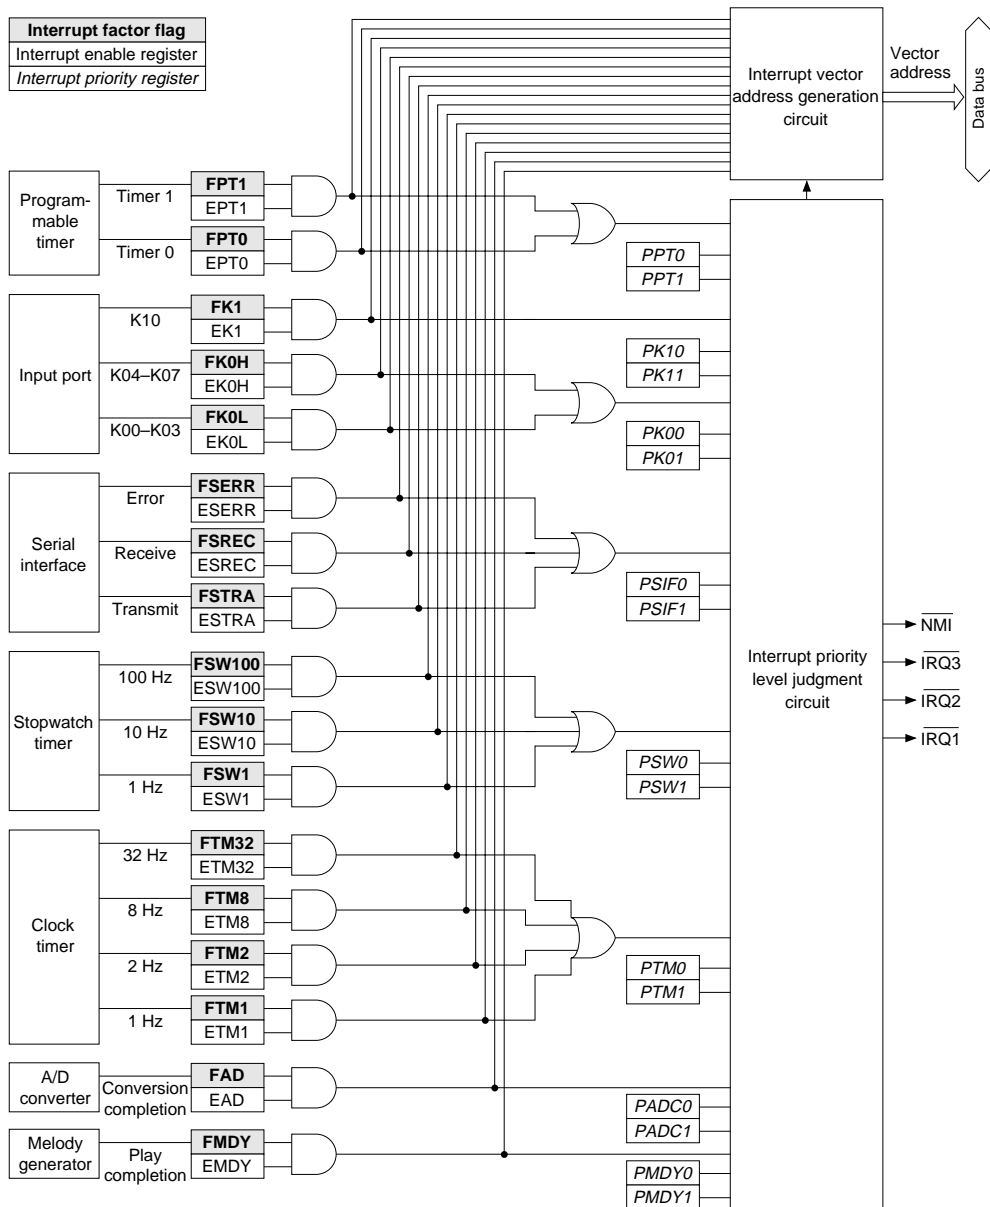 Interrupt factor flag
Interrupt enable register
Interrupt priority register
Interrupt vector
address generation
circuit
Vector
address
Data bus
Program-
mable
timer
Timer 1
FPT1
EPT1
Timer 0
FPT0
EPT0
PPT0
PPT1
Input port
K10
FK1
EK1
K04–K07
FK0H
EK0H
K00–K03
FK0L
EK0L
PK10
PK11
PK00
PK01
Serial
interface
Error
FSERR
ESERR
Receive
FSREC
ESREC
Transmit
FSTRA
ESTRA
PSIF0
PSIF1
Interrupt priority
level judgment
circuit
NMI
IRQ3
IRQ2
IRQ1
Stopwatch
timer
100 Hz
FSW100
ESW100
10 Hz
FSW10
ESW10
1 Hz
FSW1
ESW1
PSW0
PSW1
Clock
timer
32 Hz
FTM32
ETM32
8 Hz
FTM8
ETM8
2 Hz
FTM2
ETM2
1 Hz
FTM1
ETM1
PTM0
PTM1
A/D
converter
Conversion
completion
FAD
EAD
PADC0
PADC1
Melody
generator
Play
completion
FMDY
EMDY
PMDY0
PMDY1